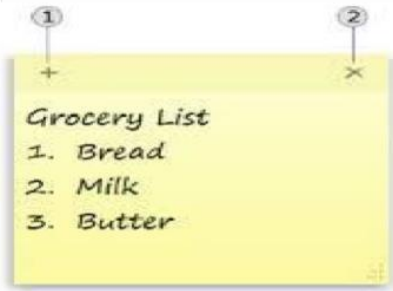 1 2
+ ×
Grocery List
1. Bread
2. Milk
3. Butter